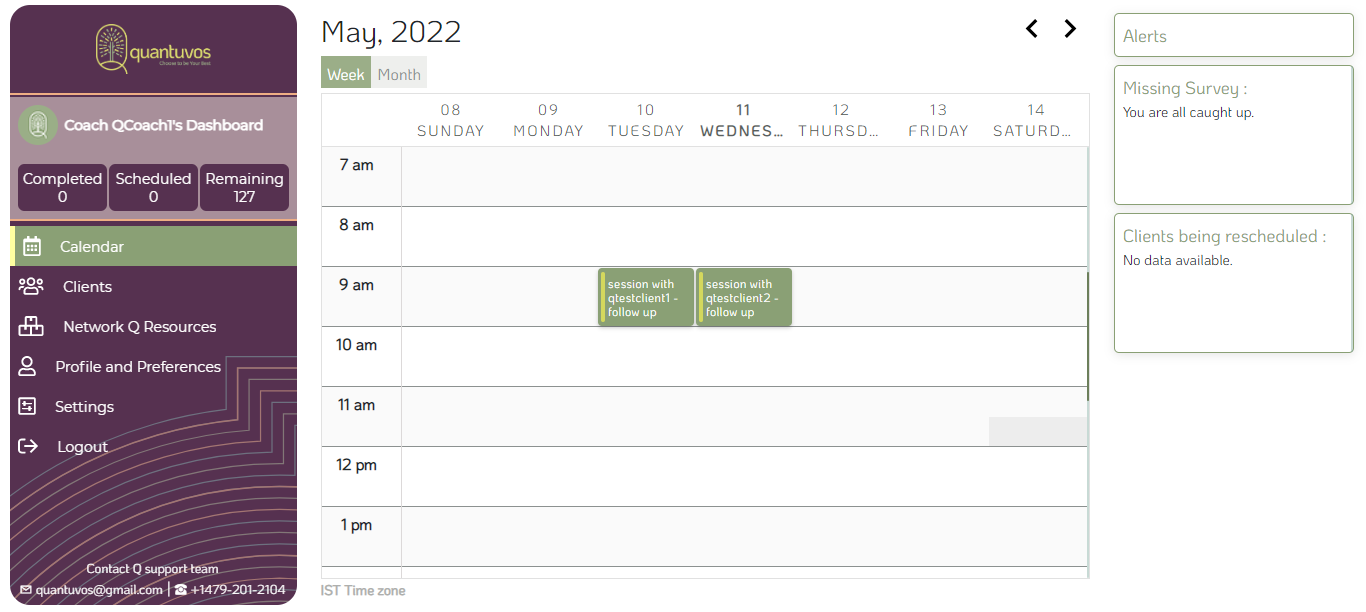 quantuvos
Choose to be Your Best
Coach QCoach1's Dashboard
Completed
0
Scheduled
0
Remaining
127
Calendar
Clients
Network Q Resources
Profile and Preferences
Settings
Logout
Contact Q support team
quantuvos@gmail.com | +1479-201-2104
May, 2022
Week Month
08 09 10 11 12 13 14
SUNDAY MONDAY TUESDAY WEDNES... THURSD... FRIDAY SATURD...
7 am
8 am
9 am
session with
qtestclient1 -
follow up
session with
qtestclient2 -
follow up
10 am
11 am
12 pm
1 pm
IST Time zone
Alerts
Missing Survey :
You are all caught up.
Clients being rescheduled :
No data available.